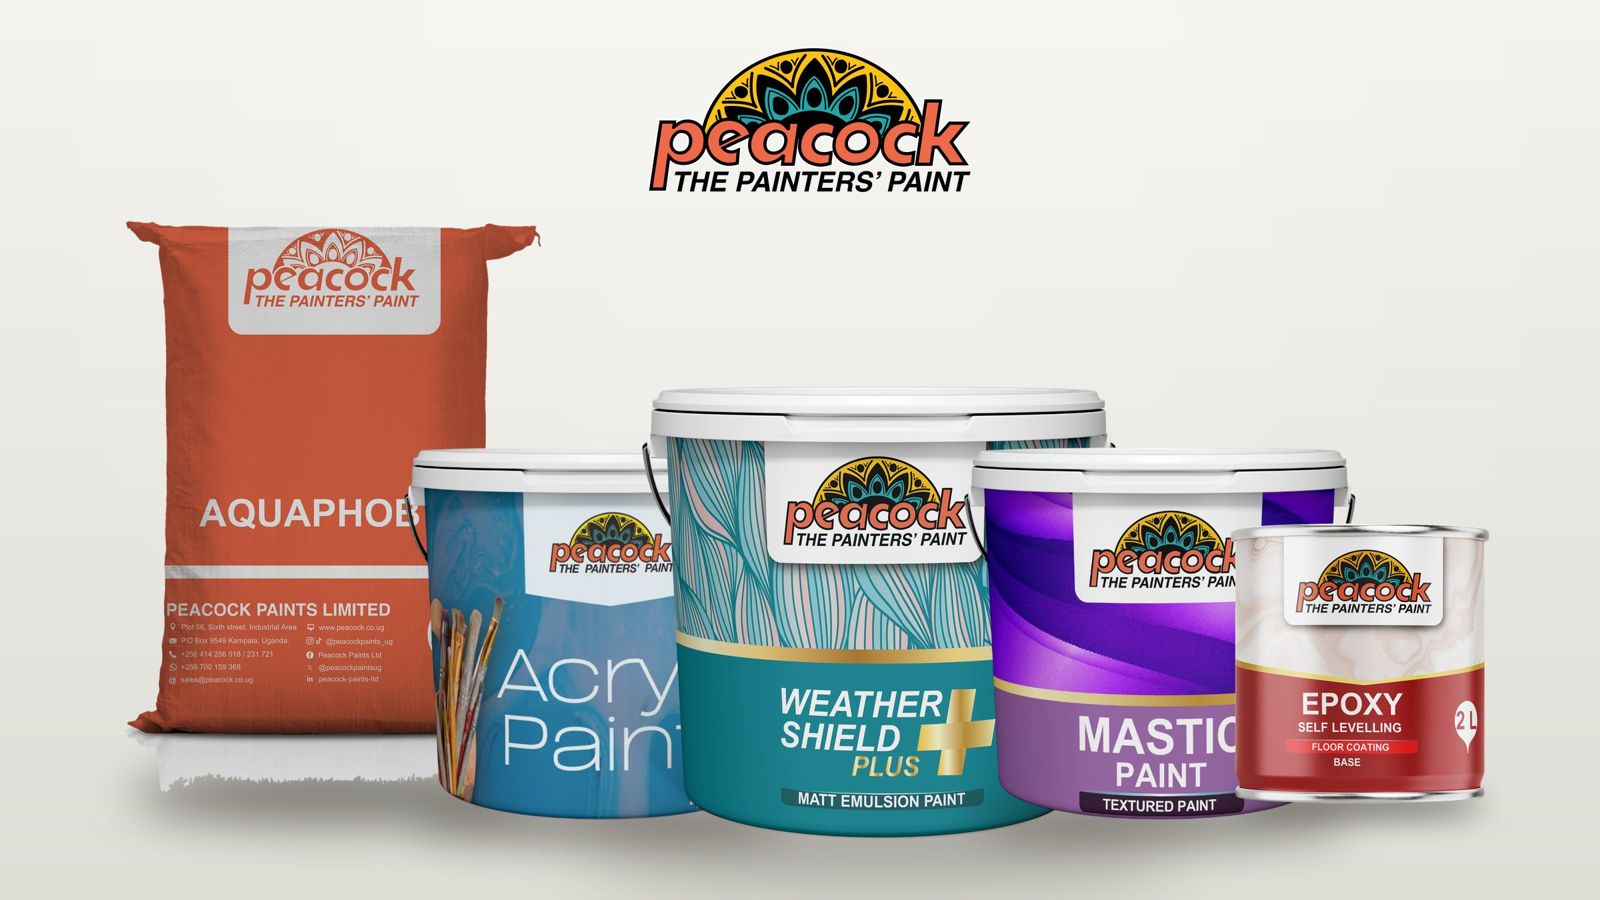 peacock
THE PAINTERS' PAINT
peacock
THE PAINTERS' PAINT
AQUAPHOB
PEACOCK PAINTS LIMITED
Plot 56, Sixth street, Industrial Area
P.O Box 9549 Kampala, Uganda.
+256 414 256 518 / 231 721
+256 700 159 368
sales@peacock.co.ug
www.peacock.co.ug
@peacockpaints_ug
Peacock Paints Ltd
@peacockpaintsug
peacock-paints-ltd
peacock
THE PAINTERS' PAINT
Acry
Paint
peacock
THE PAINTERS' PAINT
WEATHER
SHIELD
PLUS
MATT EMULSION PAINT
peacock
THE PAINTERS' PAIN
MASTIC
PAINT
TEXTURED PAINT
peacock
THE PAINTERS' PAINT
EPOXY
SELF LEVELLING
FLOOR COATING
BASE
2 L